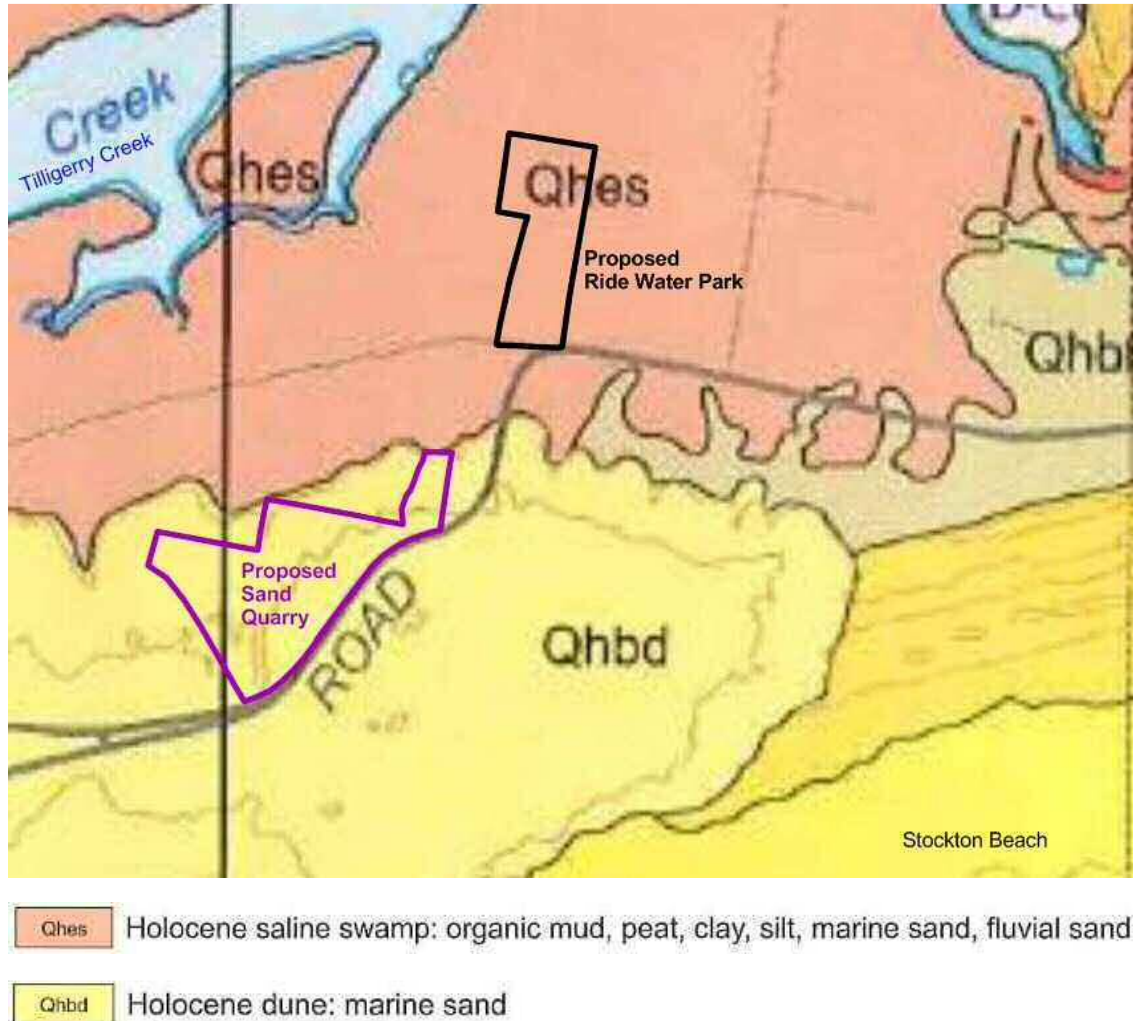 Creek
Tilligerry Creek
Qhes
Qhes
Proposed
Ride Water Park
Qhb
Proposed
Sand
Quarry
ROAD
Qhbd
Stockton Beach
Qhes Holocene saline swamp: organic mud, peat, clay, silt, marine sand, fluvial sand
Qhbd Holocene dune: marine sand